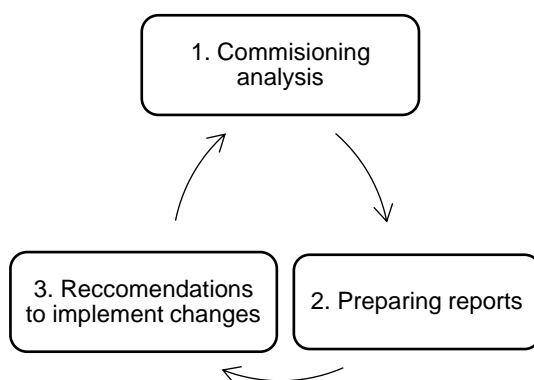 1. Commisioning
analysis
2. Preparing reports
3. Reccomendations
to implement changes